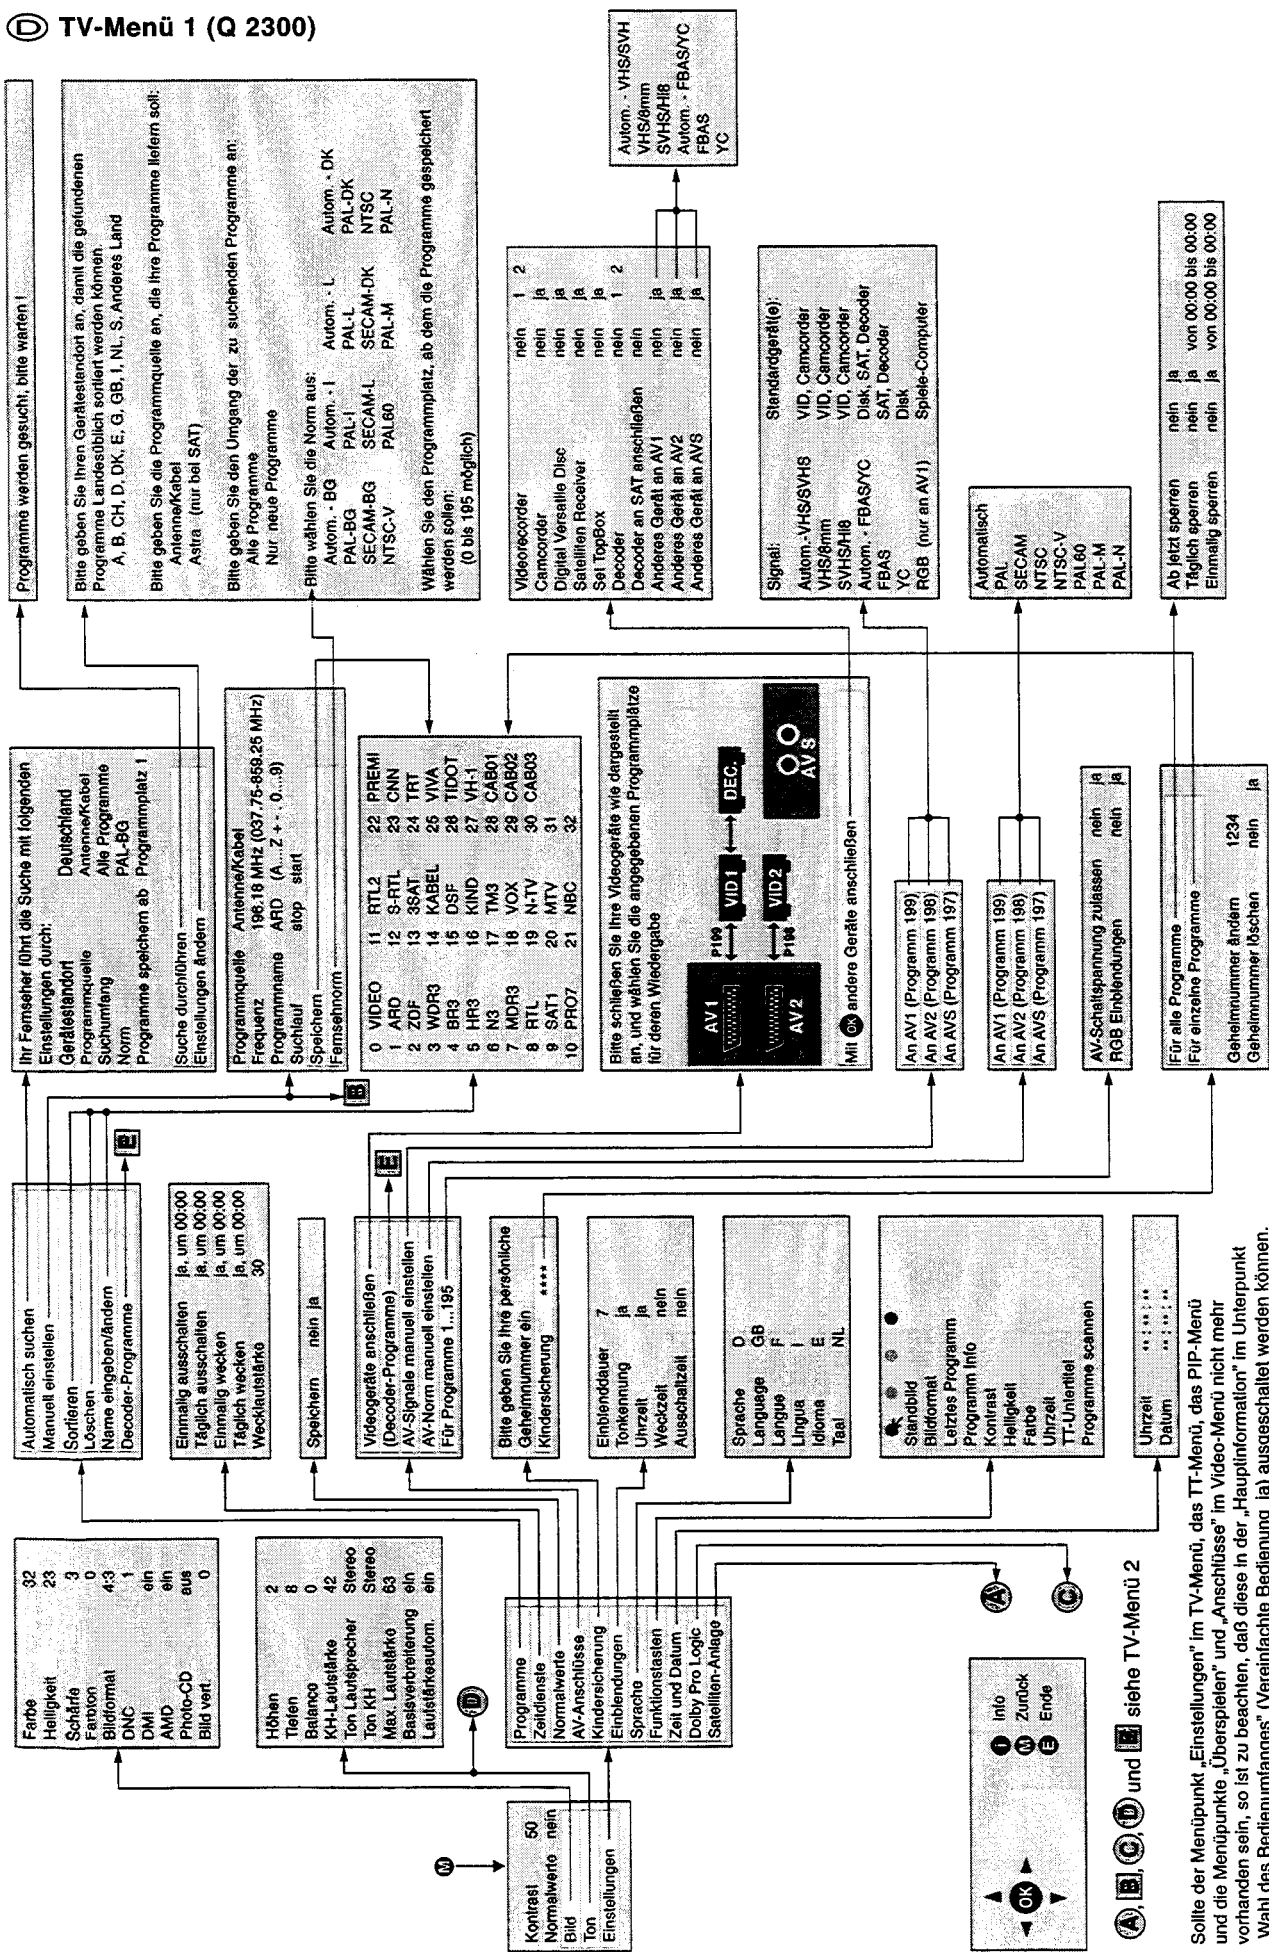 D TV-Menü 1 (Q 2300)
M
Kontrast 50
Normalwerte nein
Bild
Ton
Einstellungen
Farbe 32
Helligkeit 23
Schärfe 3
Farbton 0
Bildformat 4:3
DNC 1
DMI ein
AMD ein
Photo-CD aus
Bild vert. 0
Höhen 2
Tiefen 8
Balance 0
KH-Lautstärke 42
Ton Lautsprecher Stereo
Ton KH Stereo
Max. Lautstärke 63
Basisverbreiterung ein
Lautstärkeautom. ein
D
Programme
Zeitdienste
Normalwerte
AV-Anschlüsse
Kindersicherung
Einblendungen
Sprache
Funktionstasten
Zeit und Datum
Dolby Pro Logic
Satelliten-Anlage
A
C
OK
i Info
M Zurück
E Ende
A, B, C, D und E siehe TV-Menü 2
Sollte der Menüpunkt „Einstellungen" im TV-Menü, das TT-Menü, das PIP-Menü
und die Menüpunkte „Überspielen" und „Anschlüsse" im Video-Menü nicht mehr
vorhanden sein, so ist zu beachten, daß diese in der „Hauptinformation" im Unterpunkt
Wahl des Bedienumfanges" (Vereinfachte Bedienung ja) ausgeschaltet werden können.
Automatisch suchen
Manuell einstellen
Sortieren
Löschen
Name eingeben/ändern
Decoder-Programme
E
Einmalig ausschalten ja, um 00:00
Täglich ausschalten ja, um 00:00
Einmalig wecken ja, um 00:00
Täglich wecken ja, um 00:00
Wecklautstärke 30
Speichern nein ja
Videogeräte anschließen
(Decoder-Programme)
AV-Signale manuell einstellen
AV-Norm manuell einstellen
Für Programme 1...195
E
Bitte geben Sie Ihre persönliche
Geheimnummer ein
Kindersicherung ****
Einblenddauer 7
Tonkennung ja
Uhrzeit ja
Weckzeit nein
Ausschaltzeit nein
Sprache D
Language GB
Langue F
Lingua I
Idioma E
Taal NL
Standbild
Bildformat
Letztes Programm
Programm Info
Kontrast
Helligkeit
Farbe
Uhrzeit
TT-Untertitel
Programme scannen
Uhrzeit **:**:**
Datum **:**:**
Ihr Fernseher führt die Suche mit folgenden
Einstellungen durch:
Gerätestandort Deutschland
Programmquelle Antenne/Kabel
Suchumfang Alle Programme
Norm PAL-BG
Programme speichern ab Programmplatz 1
Suche durchführen
Einstellungen ändern
Programmquelle Antenne/Kabel
Frequenz 196.18 MHz (037.75-859.25 MHz)
Programmname ARD (A... Z + - . 0...9)
Suchlauf stop start
Speichern
Fernsehnorm
B
0 VIDEO 11 RTL2 22 PREMI
1 ARD 12 S-RTL 23 CNN
2 ZDF 13 3SAT 24 TRT
3 WDR3 14 KABEL 25 VIVA
4 BR3 15 DSF 26 TIDOT
5 HR3 16 KIND 27 VH-1
6 N3 17 TM3 28 CAB01
7 MDR3 18 VOX 29 CAB02
8 RTL 19 N-TV 30 CAB03
9 SAT1 20 MTV 31
10 PRO7 21 NBC 32
Bitte schließen Sie Ihre Videogeräte wie dargestellt
an, und wählen Sie die angegebenen Programmplätze
für deren Wiedergabe
AV1 P199 VID1 DEC.
AV2 P198 VID2 AV S
Mit OK andere Geräte anschließen
An AV1 (Programm 199)
An AV2 (Programm 198)
An AVS (Programm 197)
An AV1 (Programm 199)
An AV2 (Programm 198)
An AVS (Programm 197)
AV-Schaltspannung zulassen nein ja
RGB Einblendungen nein ja
Für alle Programme
Für einzelne Programme
Geheimnummer ändern 1234
Geheimnummer löschen nein ja
Programme werden gesucht, bitte warten !
Bitte geben Sie Ihren Gerätestandort an, damit die gefundenen
Programme Landesüblich sortiert werden können.
A, B, CH, D, DK, E, G, GB, I, NL, S, Anderes Land
Bitte geben Sie die Programmquelle an, die Ihre Programme liefern soll:
Antenne/Kabel
Astra (nur bei SAT)
Bitte geben Sie den Umgang der zu suchenden Programme an:
Alle Programme
Nur neue Programme
Bitte wählen Sie die Norm aus:
Autom. - BG Autom. - I Autom. - L Autom. - DK
PAL-BG PAL-I PAL-L PAL-DK
SECAM-BG SECAM-L SECAM-DK NTSC
NTSC-V PAL60 PAL-M PAL-N
Wählen Sie den Programmplatz, ab dem die Programme gespeichert
werden sollen:
(0 bis 195 möglich)
Videorecorder nein 1 2
Camcorder nein ja
Digital Versatile Disc nein ja
Satelliten Receiver nein ja
Set TopBox nein ja
Decoder nein 1 2
Decoder an SAT anschließen nein
Anderes Gerät an AV1 nein ja
Anderes Gerät an AV2 nein ja
Anderes Gerät an AVS nein ja
Autom. - VHS/SVH
VHS/8mm
SVHS/Hi8
Autom. - FBAS/YC
FBAS
YC
Signal: Standardgerät(e):
Autom.-VHS/SVHS VID, Camcorder
VHS/8mm VID, Camcorder
SVHS/Hi8 VID, Camcorder
Autom. - FBAS/YC Disk, SAT, Decoder
FBAS SAT, Decoder
YC Disk
RGB (nur an AV1) Spiele-Computer
Automatisch
PAL
SECAM
NTSC
NTSC-V
PAL60
PAL-M
PAL-N
Ab jetzt sperren nein ja
Täglich sperren nein ja von 00:00 bis 00:00
Einmalig sperren nein ja von 00:00 bis 00:00